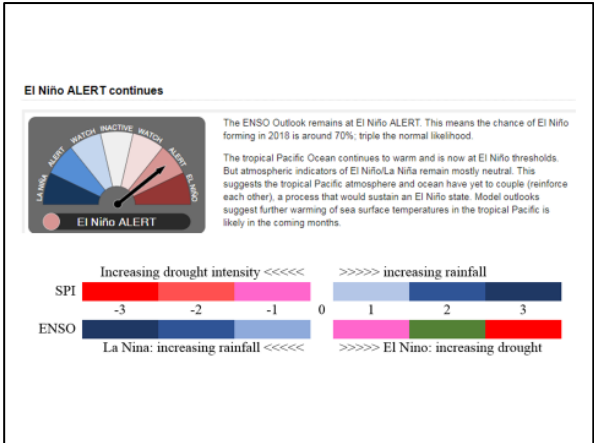 El Niño ALERT continues
LA NIÑA ALERT WATCH INACTIVE WATCH ALERT EL NIÑO
El Niño ALERT
The ENSO Outlook remains at El Niño ALERT. This means the chance of El Niño
forming in 2018 is around 70%; triple the normal likelihood.
The tropical Pacific Ocean continues to warm and is now at El Niño thresholds.
But atmospheric indicators of El Niño/La Niña remain mostly neutral. This
suggests the tropical Pacific atmosphere and ocean have yet to couple (reinforce
each other), a process that would sustain an El Niño state. Model outlooks
suggest further warming of sea surface temperatures in the tropical Pacific is
likely in the coming months.
Increasing drought intensity <<<<< >>>>> increasing rainfall
SPI
-3 -2 -1 0 1 2 3
ENSO
La Nina: increasing rainfall <<<<< >>>>> El Nino: increasing drought